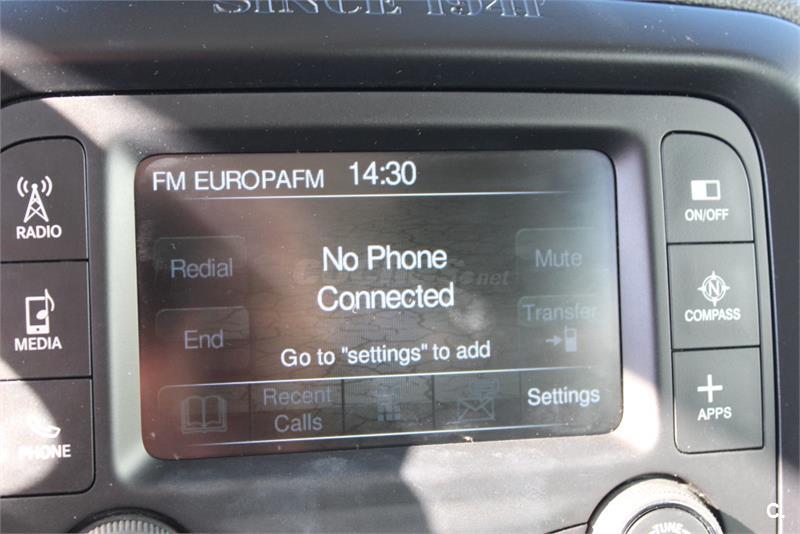 SINCE 1941
FM EUROPAFM 14:30
RADIO
MEDIA
PHONE
Redial
End
No Phone
Connected
Go to "settings" to add
Mute
Transfer
Recent
Calls
Settings
ON/OFF
N
COMPASS
APPS
TUNE
C.